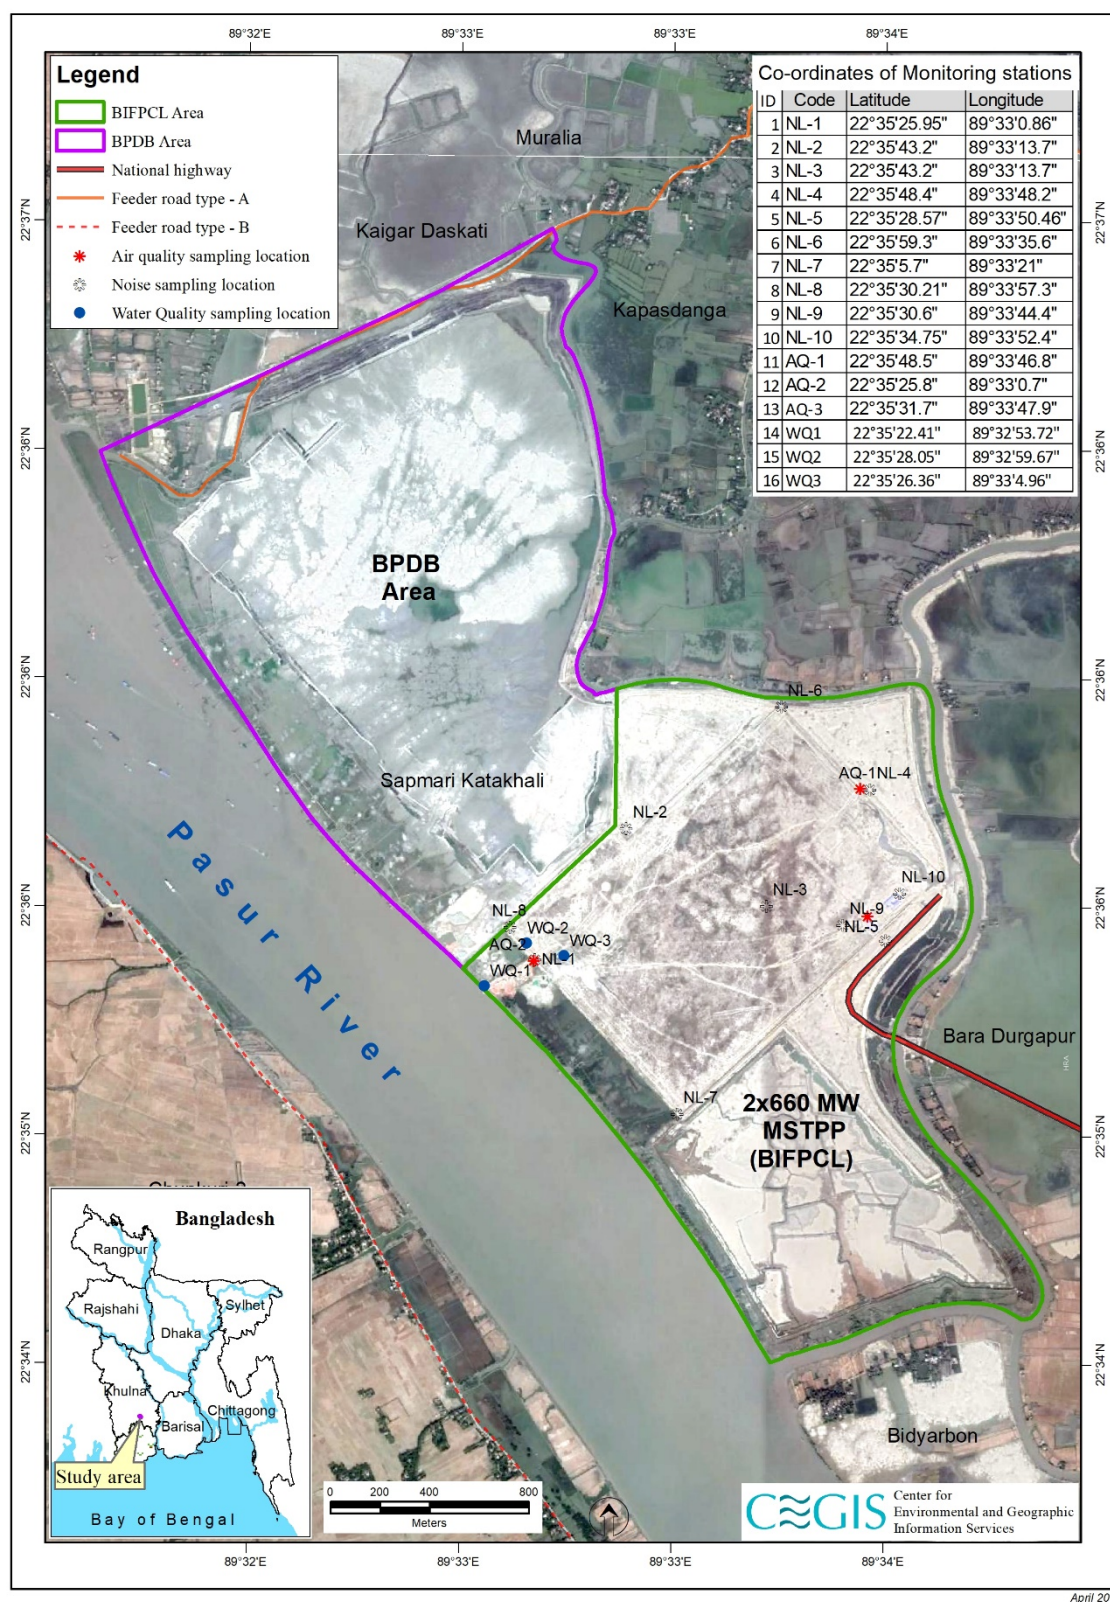 89°32'E 89°33'E 89°33'E 89°34'E
Legend
BIFPCL Area
BPDB Area
National highway
Feeder road type - A
Feeder road type - B
Air quality sampling location
Noise sampling location
Water Quality sampling location
Co-ordinates of Monitoring stations
ID Code Latitude Longitude
1 NL-1 22°35'25.95" 89°33'0.86"
2 NL-2 22°35'43.2" 89°33'13.7"
3 NL-3 22°35'43.2" 89°33'13.7"
4 NL-4 22°35'48.4" 89°33'48.2"
5 NL-5 22°35'28.57" 89°33'50.46"
6 NL-6 22°35'59.3" 89°33'35.6"
7 NL-7 22°35'5.7" 89°33'21"
8 NL-8 22°35'30.21" 89°33'57.3"
9 NL-9 22°35'30.6" 89°33'44.4"
10 NL-10 22°35'34.75" 89°33'52.4"
11 AQ-1 22°35'48.5" 89°33'46.8"
12 AQ-2 22°35'25.8" 89°33'0.7"
13 AQ-3 22°35'31.7" 89°33'47.9"
14 WQ1 22°35'22.41" 89°32'53.72"
15 WQ2 22°35'28.05" 89°32'59.67"
16 WQ3 22°35'26.36" 89°33'4.96"
Muralia
Kaigar Daskati
22°37'N 22°37'N
Kapasdanga
22°36'N 22°36'N
BPDB
Area
22°36'N 22°36'N
NL-6
Sapmari Katakhali
AQ-1 NL-4
NL-2
Pasur River
NL-10
NL-3
22°36'N 22°36'N
NL-8
NL-9
WQ-2
NL-5
AQ-2
WQ-3
NL-1
WQ-1
Bara Durgapur
HRA
NL-7
2x660 MW
MSTPP
(BIFPCL)
22°35'N 22°35'N
Bangladesh
Rangpur
Rajshahi
Sylhet
Dhaka
Khulna
Chittagong
Barisal
Study area
Bay of Bengal
22°34'N 22°34'N
Bidyarbon
0 200 400 800
Meters
CEGIS
Center for
Environmental and Geographic
Information Services
89°32'E 89°33'E 89°33'E 89°34'E
April 20